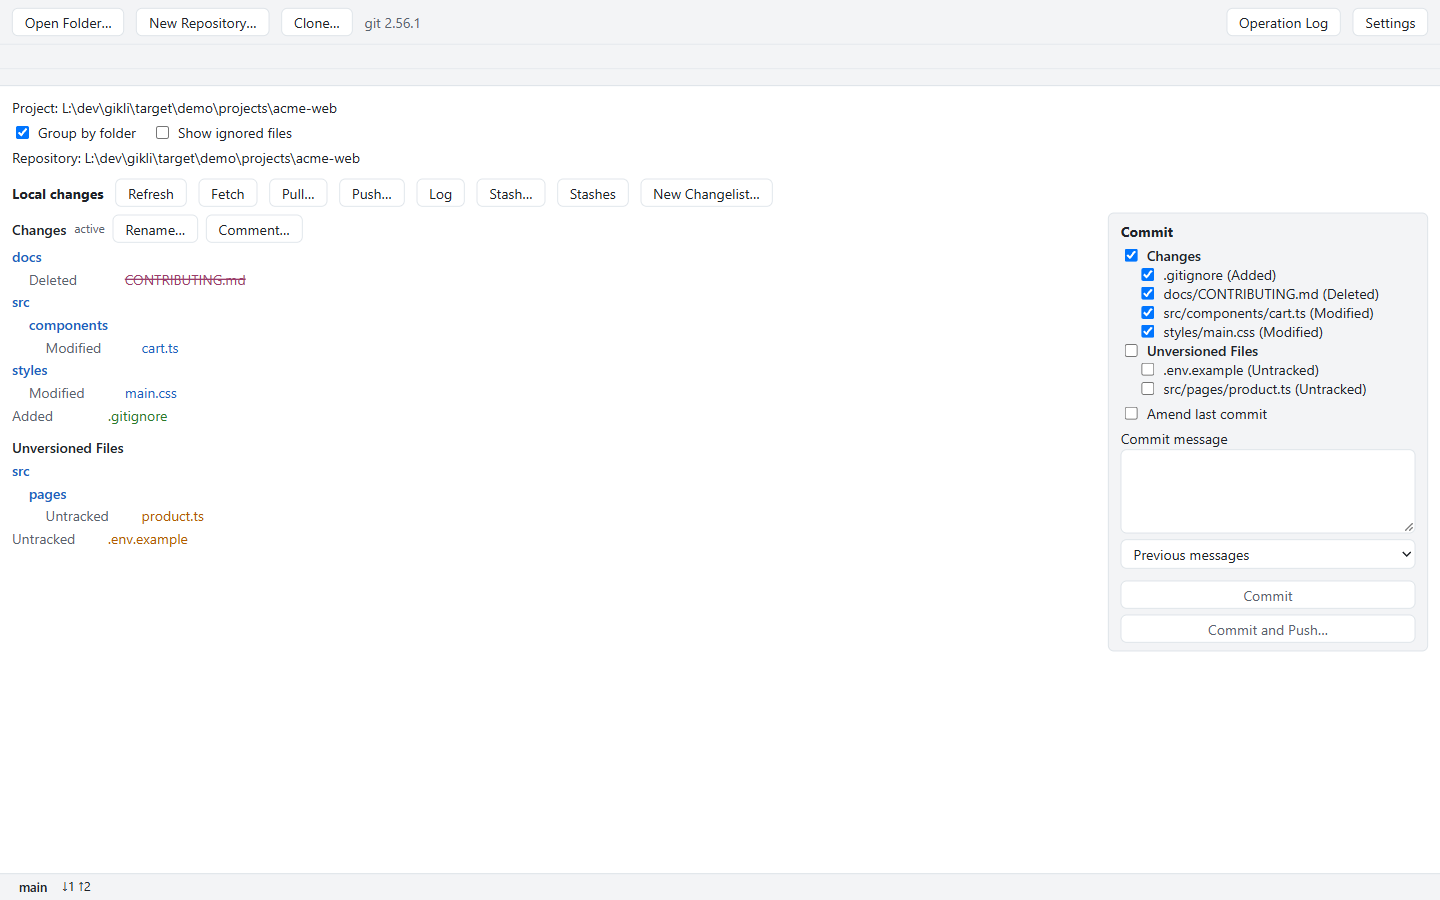 Open Folder... New Repository... Clone... git 2.56.1 Operation Log Settings
Project: L:\dev\gikli\target\demo\projects\acme-web
Group by folder Show ignored files
Repository: L:\dev\gikli\target\demo\projects\acme-web
Local changes Refresh Fetch Pull... Push... Log Stash... Stashes New Changelist...
Changes active Rename... Comment...
docs
Deleted CONTRIBUTING.md
src
components
Modified cart.ts
styles
Modified main.css
Added .gitignore
Unversioned Files
src
pages
Untracked product.ts
Untracked .env.example
Commit
Changes
.gitignore (Added)
docs/CONTRIBUTING.md (Deleted)
src/components/cart.ts (Modified)
styles/main.css (Modified)
Unversioned Files
.env.example (Untracked)
src/pages/product.ts (Untracked)
Amend last commit
Commit message
Previous messages
Commit
Commit and Push...
main ↓1 ↑2